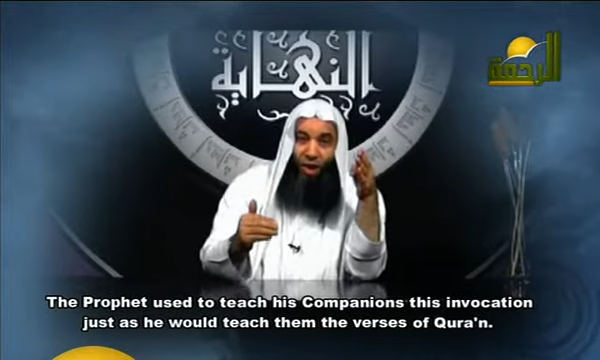 النهاية
الرحمة
The Prophet used to teach his Companions this invocation
just as he would teach them the verses of Qura'n.